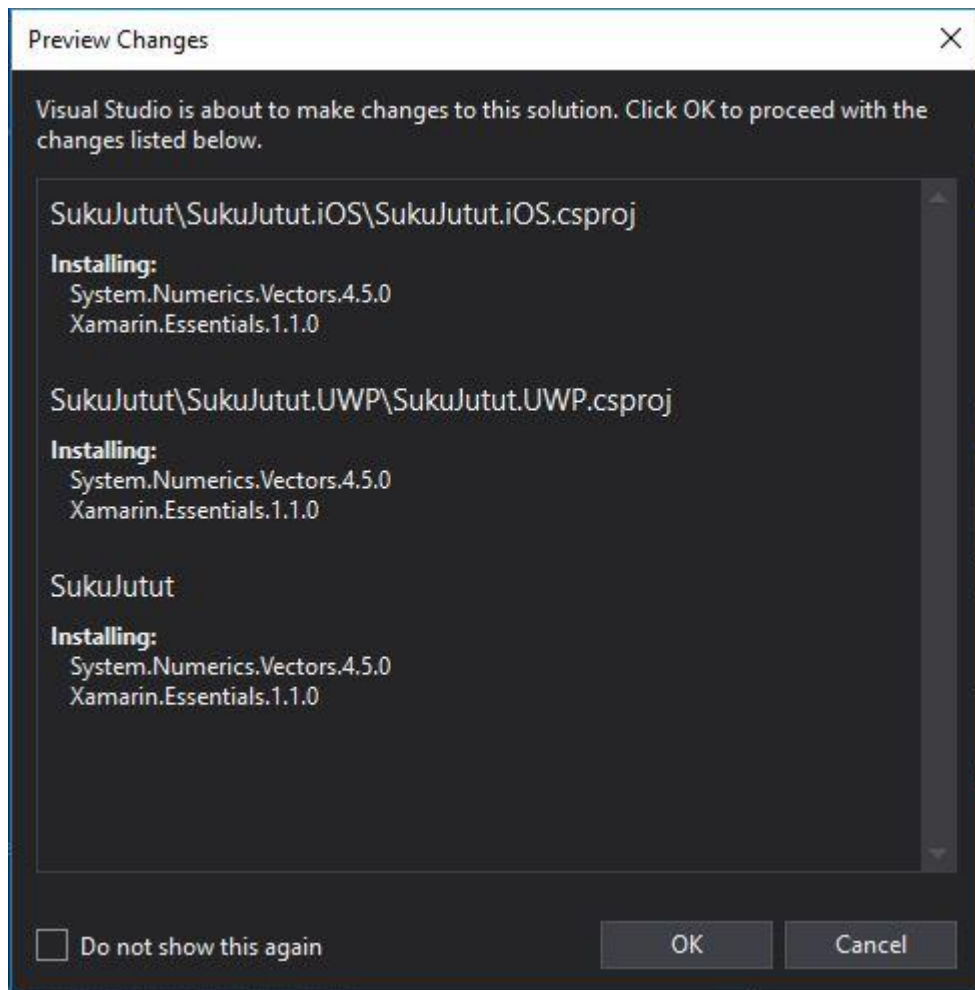 Preview Changes
Visual Studio is about to make changes to this solution. Click OK to proceed with the
changes listed below.
SukuJutut\SukuJutut.iOS\SukuJutut.iOS.csproj
Installing:
System.Numerics.Vectors.4.5.0
Xamarin.Essentials.1.1.0
SukuJutut\SukuJutut.UWP\SukuJutut.UWP.csproj
Installing:
System.Numerics.Vectors.4.5.0
Xamarin.Essentials.1.1.0
SukuJutut
Installing:
System.Numerics.Vectors.4.5.0
Xamarin.Essentials.1.1.0
Do not show this again
OK
Cancel